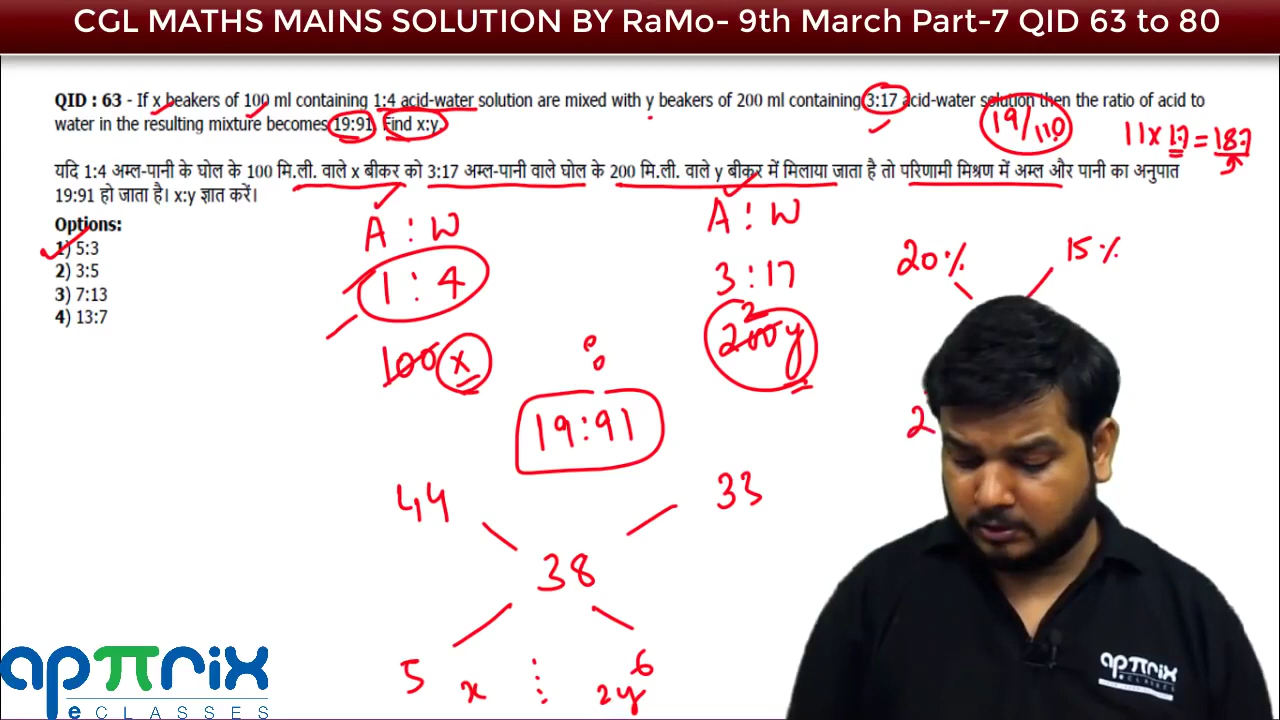 CGL MATHS MAINS SOLUTION BY RaMo- 9th March Part-7 QID 63 to 80
QID : 63 - If x beakers of 100 ml containing 1:4 acid-water solution are mixed with y beakers of 200 ml containing 3:17 acid-water solution then the ratio of acid to
water in the resulting mixture becomes 19:91. Find x:y.
19/110
11 x 17 = 187
यदि 1:4 अम्ल-पानी के घोल के 100 मि.ली. वाले x बीकर को 3:17 अम्ल-पानी वाले घोल के 200 मि.ली. वाले y बीकर में मिलाया जाता है तो परिणामी मिश्रण में अम्ल और पानी का अनुपात
19:91 हो जाता है। x:y ज्ञात करें।
Options:
1) 5:3
2) 3:5
3) 7:13
4) 13:7
A : W
1 : 4
100 x
A : W
3 : 17
2
200 y
20%
15%
2
19:91
44
33
38
5
6
x : 2y
apπrix
e CLASSES
apπrix
CLASSES